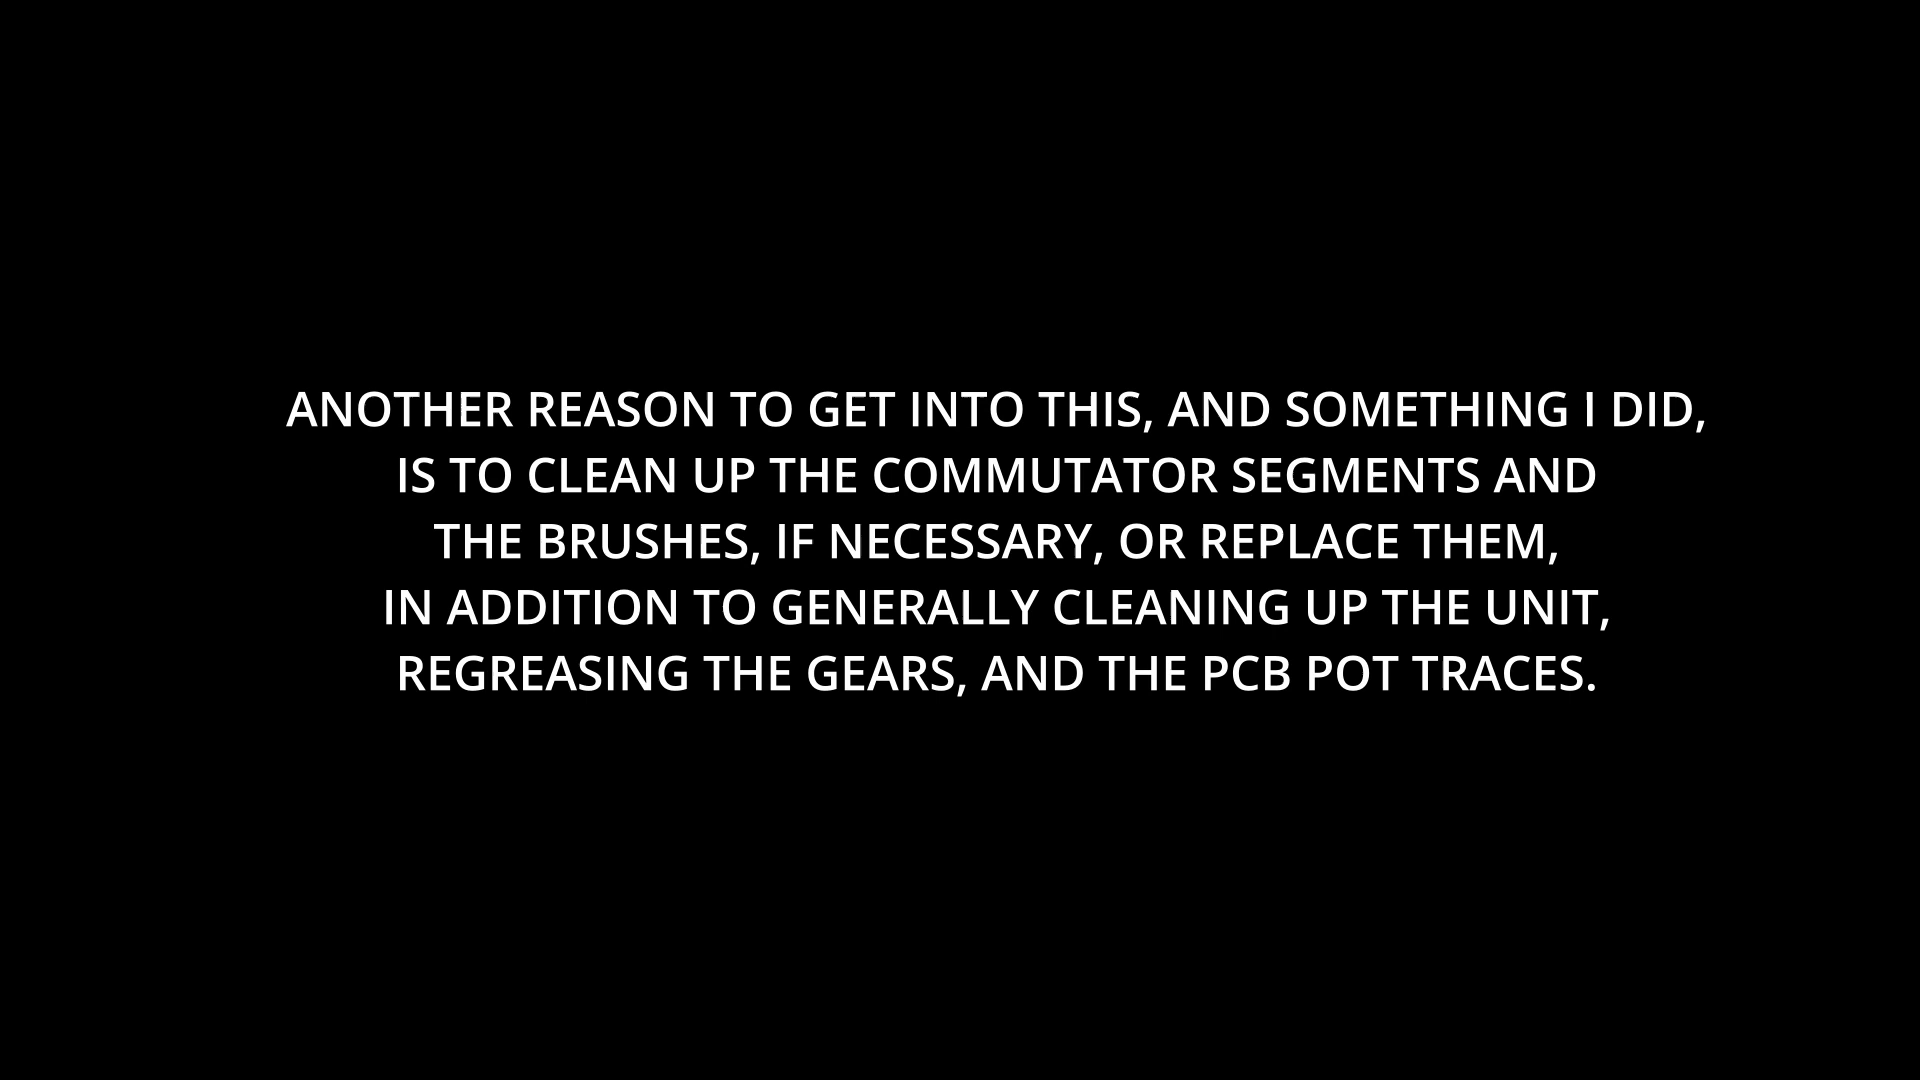 ANOTHER REASON TO GET INTO THIS, AND SOMETHING I DID,
IS TO CLEAN UP THE COMMUTATOR SEGMENTS AND
THE BRUSHES, IF NECESSARY, OR REPLACE THEM,
IN ADDITION TO GENERALLY CLEANING UP THE UNIT,
REGREASING THE GEARS, AND THE PCB POT TRACES.